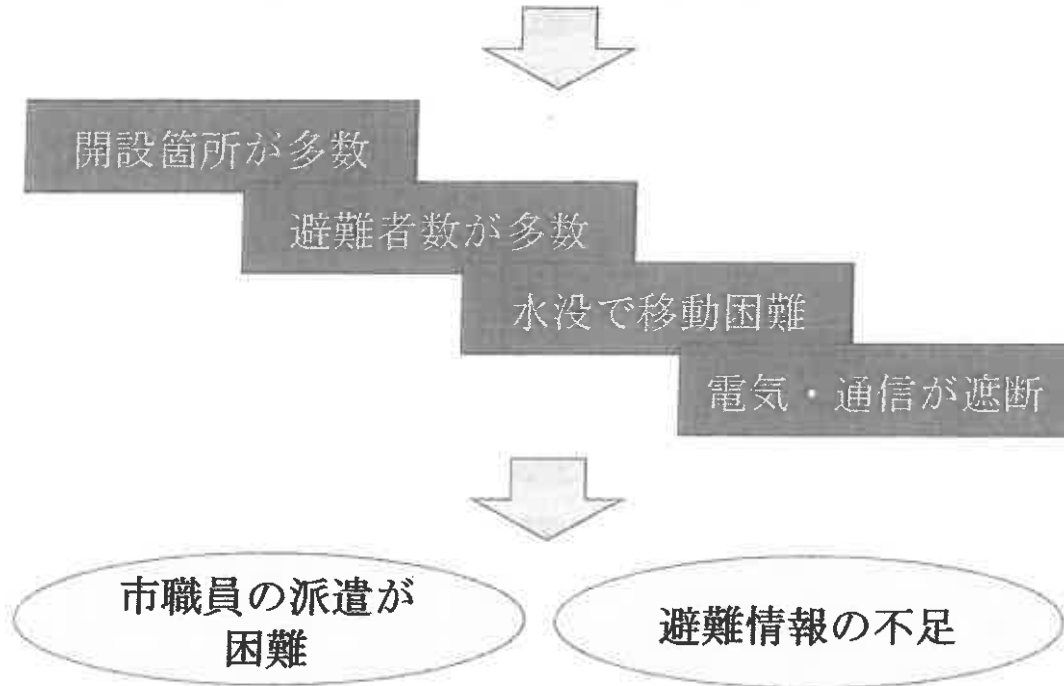 開設箇所が多数
避難者数が多数
水没で移動困難
電気・通信が遮断
市職員の派遣が
困難
避難情報の不足